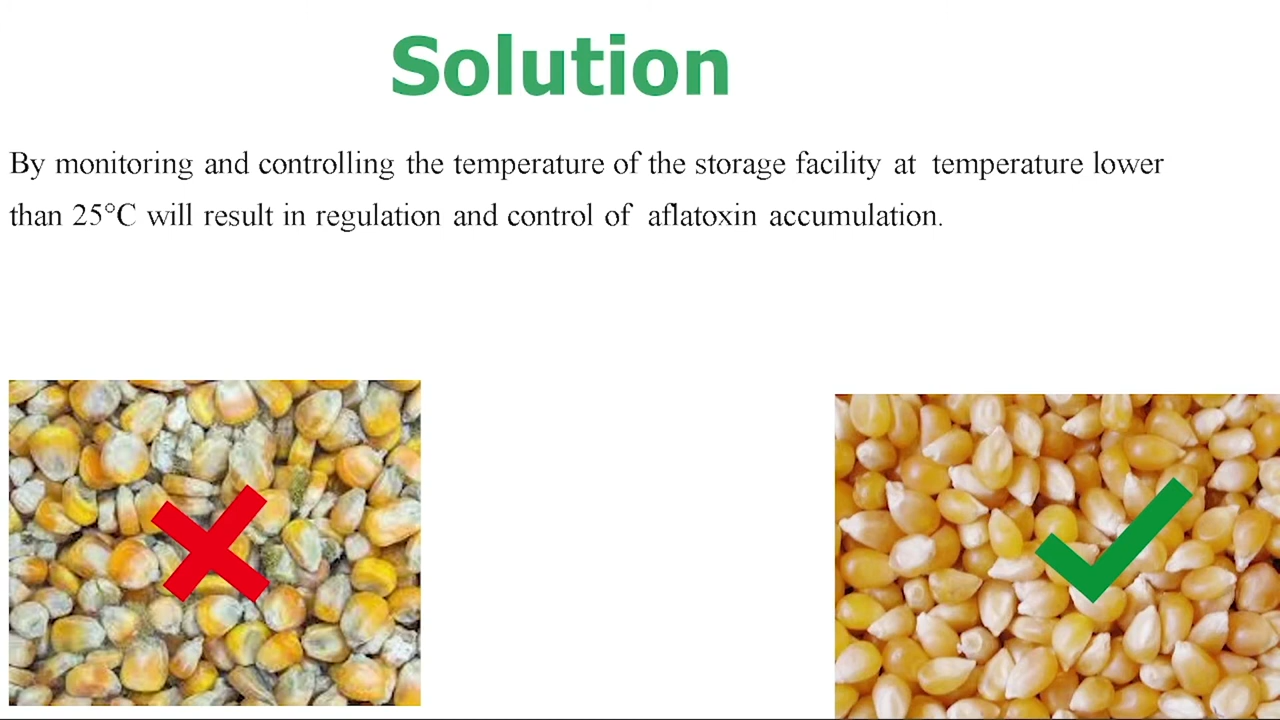 Solution
By monitoring and controlling the temperature of the storage facility at temperature lower
than 25°C will result in regulation and control of aflatoxin accumulation.